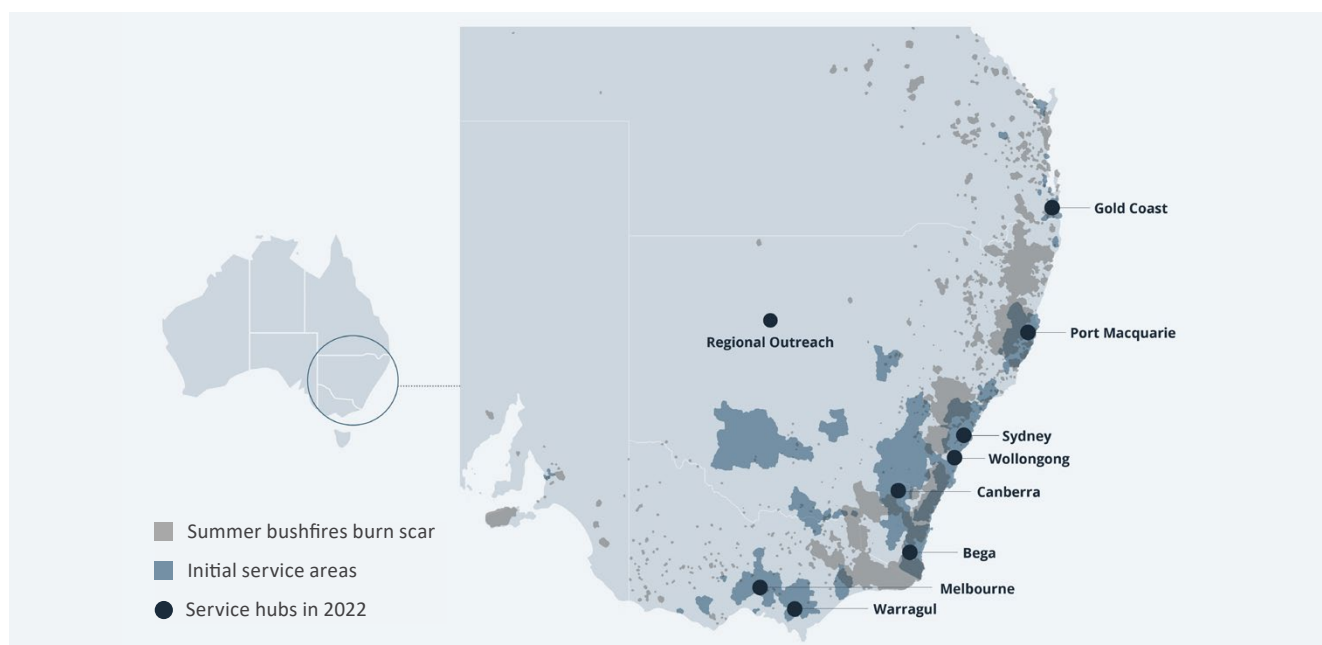 Gold Coast
Port Macquarie
Regional Outreach
Sydney
Wollongong
Canberra
Summer bushfires burn scar
Bega
Initial service areas
Melbourne
Service hubs in 2022
Warragul